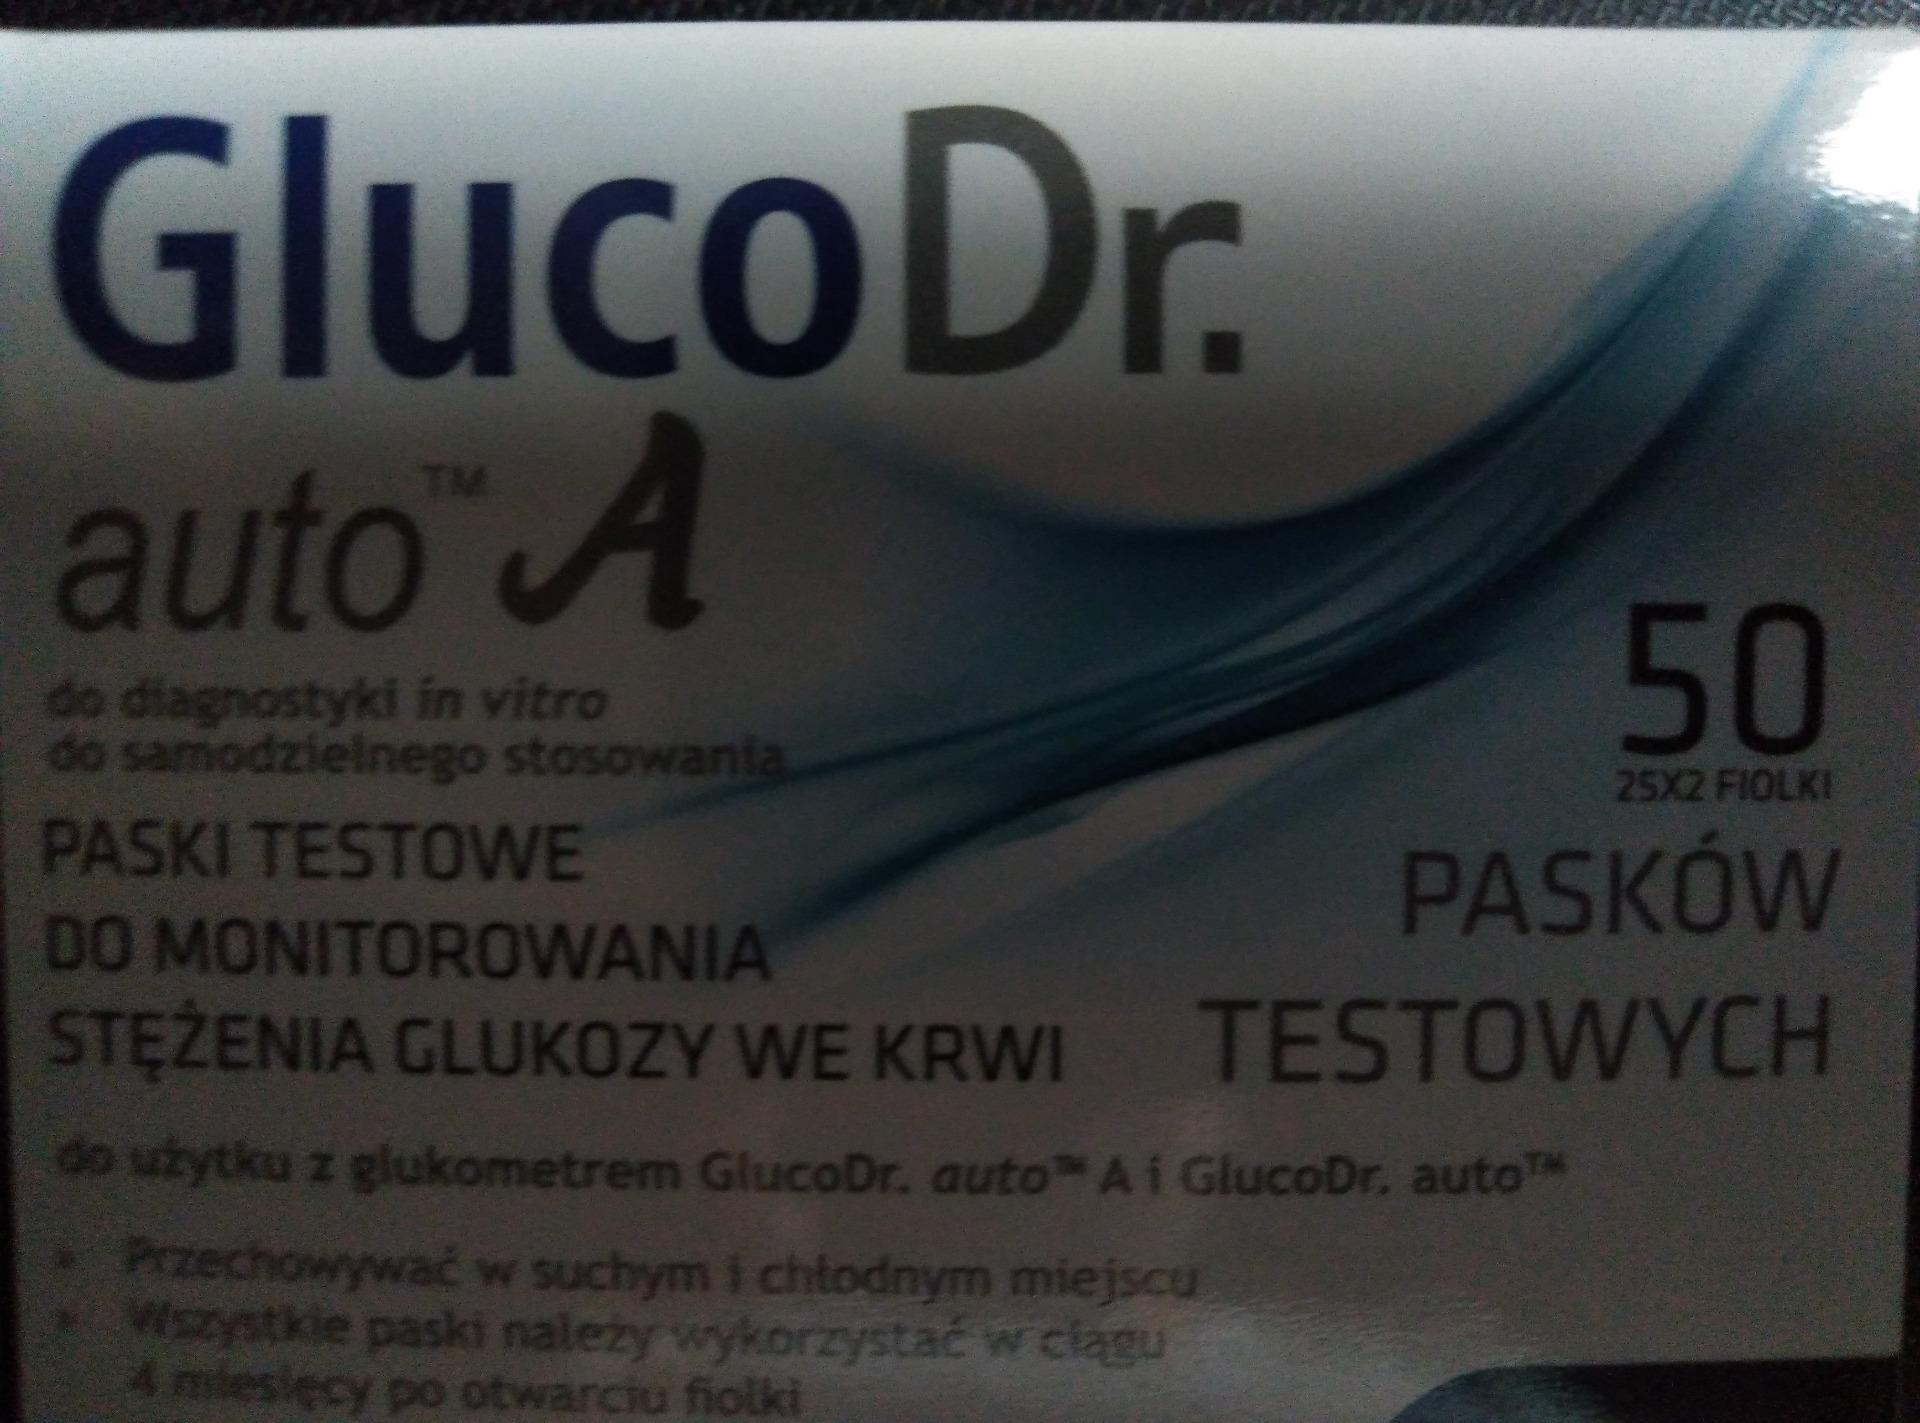 GlucoDr.
auto™ A
do diagnostyki in vitro
do samodzielnego stosowania
PASKI TESTOWE
DO MONITOROWANIA
STĘŻENIA GLUKOZY WE KRWI
50
25X2 FIOLKI
PASKÓW
TESTOWYCH
do użytku z glukometrem GlucoDr. auto™ A i GlucoDr. auto™
• Przechowywać w suchym i chłodnym miejscu
• Wszystkie paski należy wykorzystać w ciągu
4 miesięcy po otwarciu fiolki